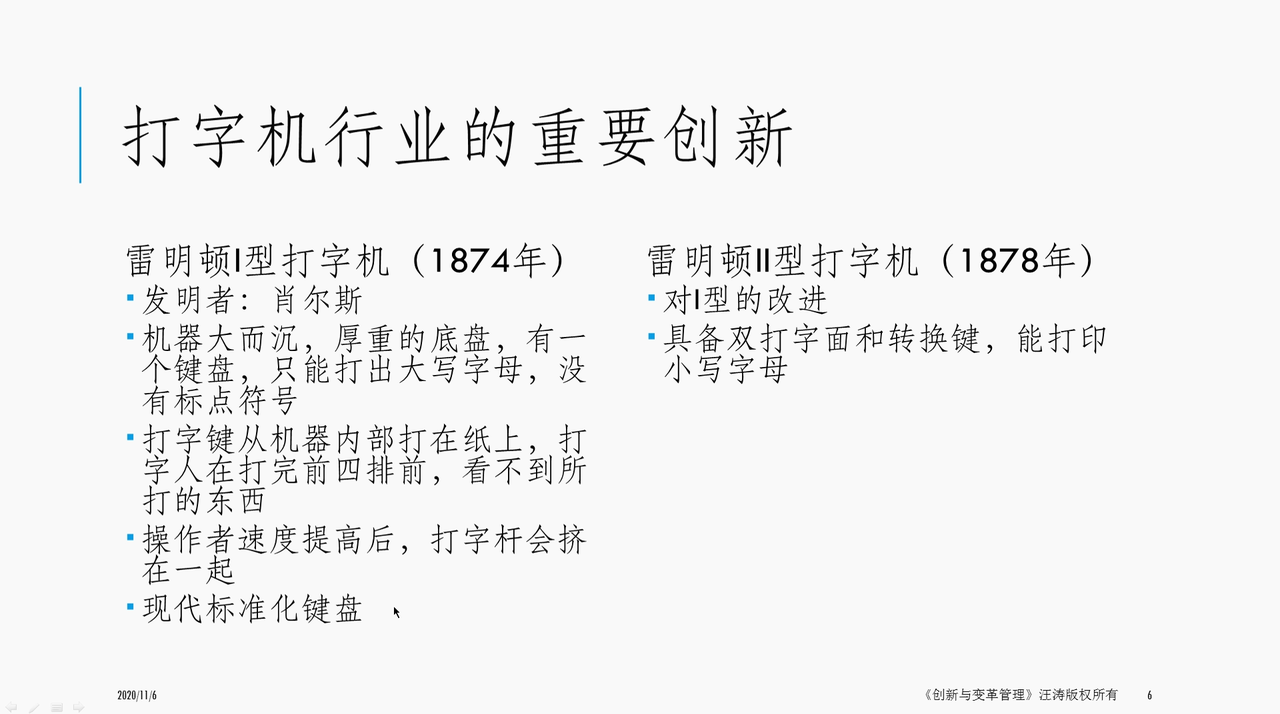 打字机行业的重要创新
雷明顿I型打字机（1874年）
发明者：肖尔斯
机器大而沉，厚重的底盘，有一
个键盘，只能打出大写字母，没
有标点符号
打字键从机器内部打在纸上，打
字人在打完前四排前，看不到所
打的东西
操作者速度提高后，打字杆会挤
在一起
现代标准化键盘
雷明顿II型打字机（1878年）
对I型的改进
具备双打字面和转换键，能打印
小写字母
2020/11/6
《创新与变革管理》汪涛版权所有
6